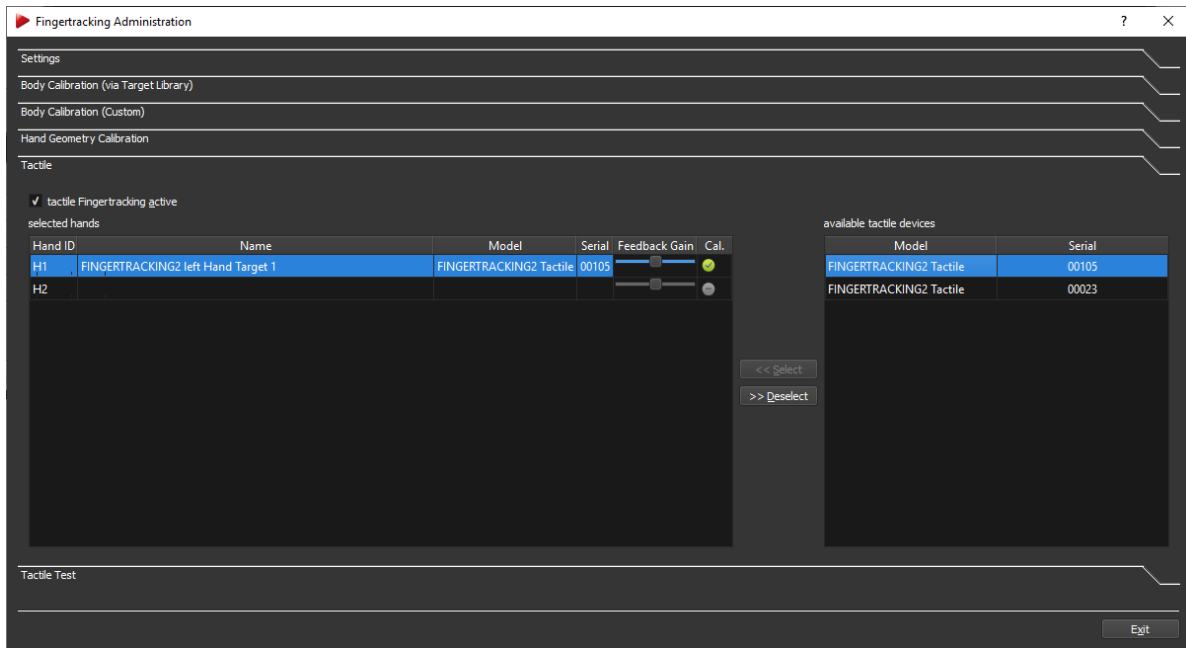 Fingertracking Administration
Settings
Body Calibration (via Target Library)
Body Calibration (Custom)
Hand Geometry Calibration
Tactile
tactile Fingertracking active
selected hands available tactile devices
Hand ID Name Model Serial Feedback Gain Cal. Model Serial
H1 FINGERTRACKING2 left Hand Target 1 FINGERTRACKING2 Tactile 00105 FINGERTRACKING2 Tactile 00105
H2 FINGERTRACKING2 Tactile 00023
<< Select
>> Deselect
Tactile Test
Exit